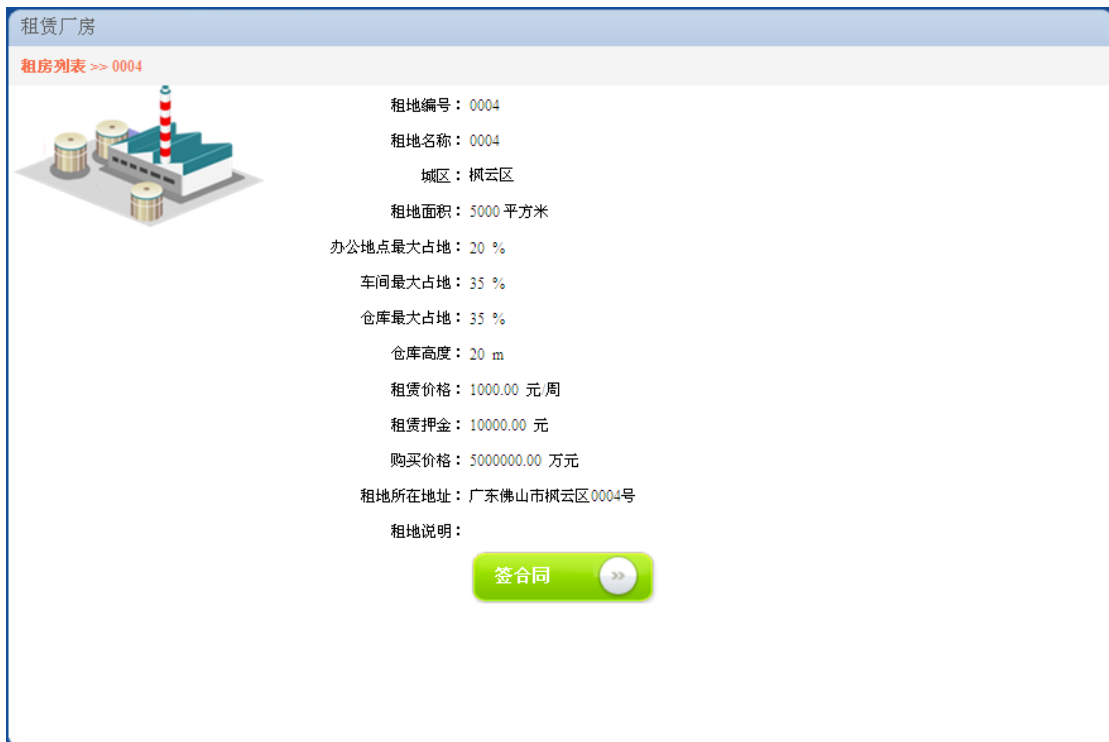 租赁厂房
租房列表 >> 0004
租地编号： 0004
租地名称： 0004
城区： 枫云区
租地面积： 5000 平方米
办公地点最大占地： 20 %
车间最大占地： 35 %
仓库最大占地： 35 %
仓库高度： 20 m
租赁价格： 1000.00 元/周
租赁押金： 10000.00 元
购买价格： 5000000.00 万元
租地所在地址： 广东佛山市枫云区0004号
租地说明：
签合同 >>